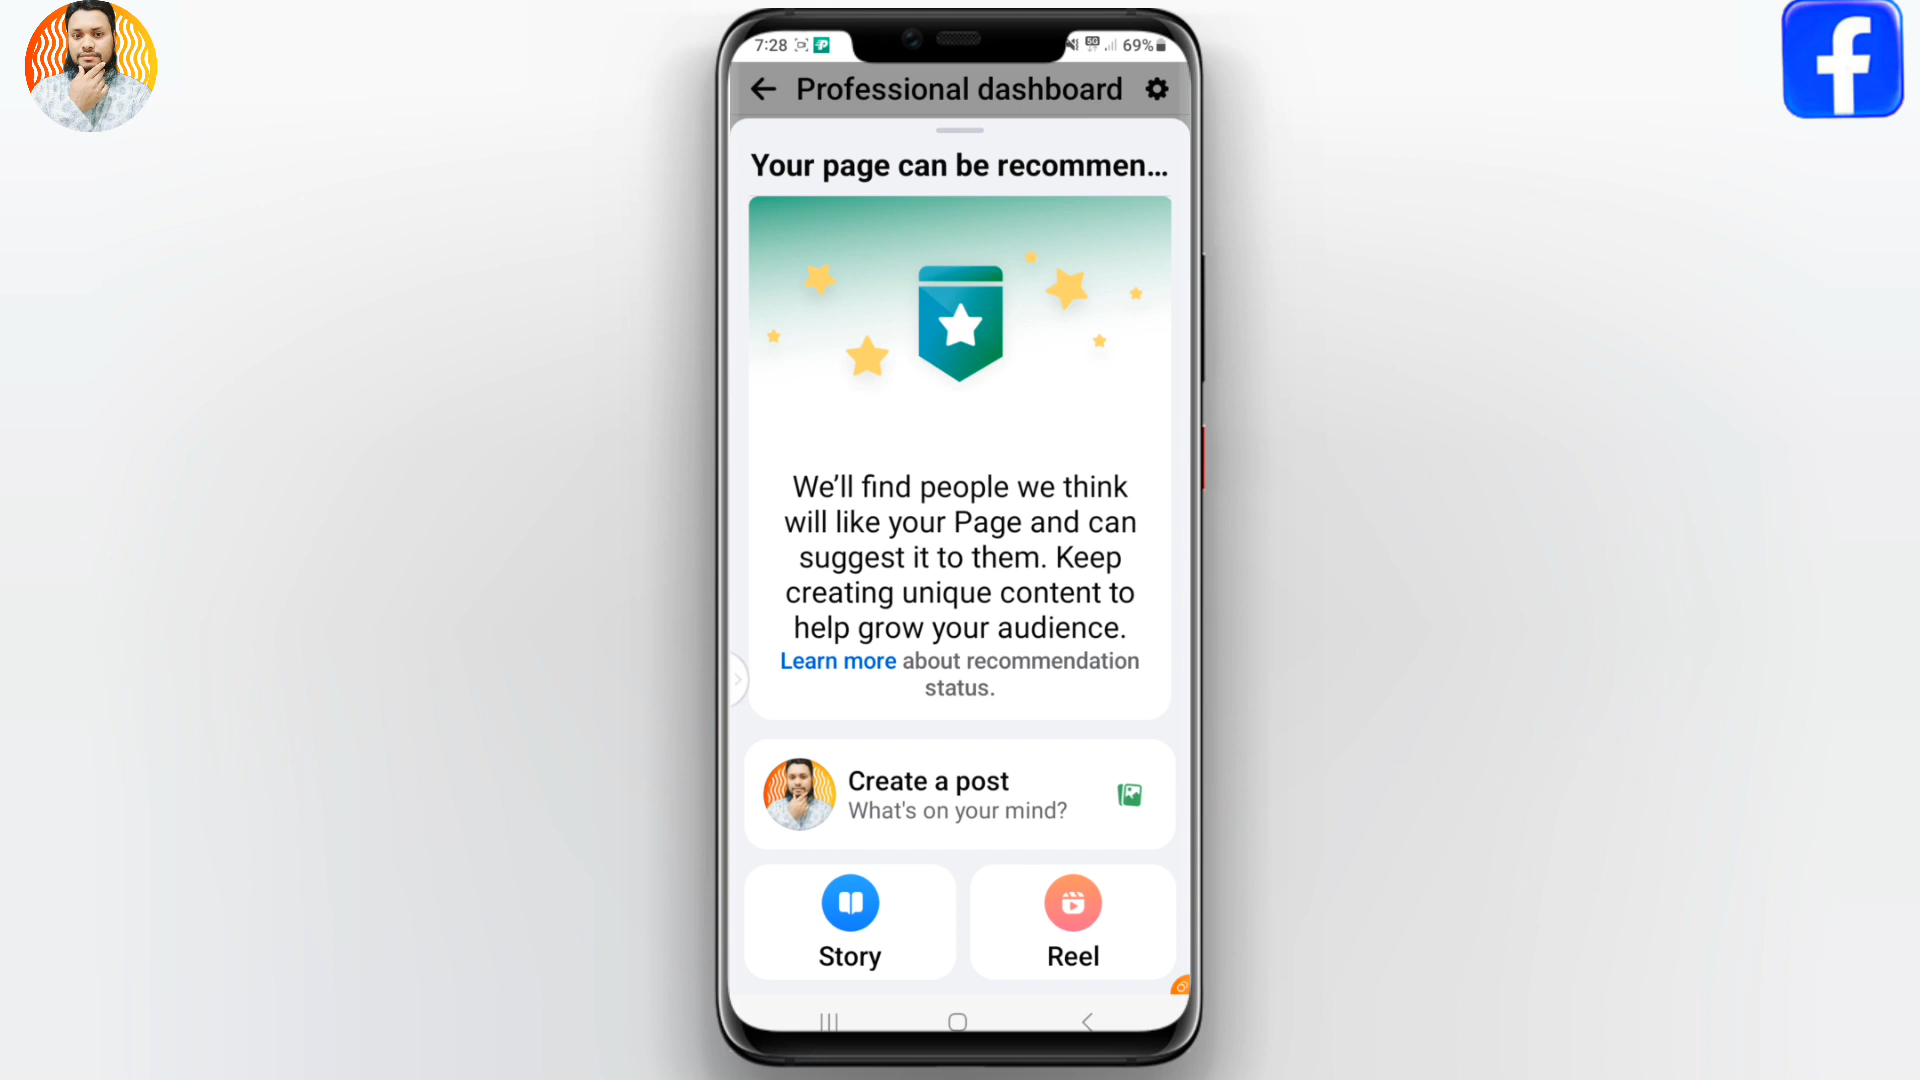 7:28
5G
69%
Professional dashboard
Your page can be recommen...
We'll find people we think
will like your Page and can
suggest it to them. Keep
creating unique content to
help grow your audience.
Learn more about recommendation
status.
Create a post
What's on your mind?
Story
Reel